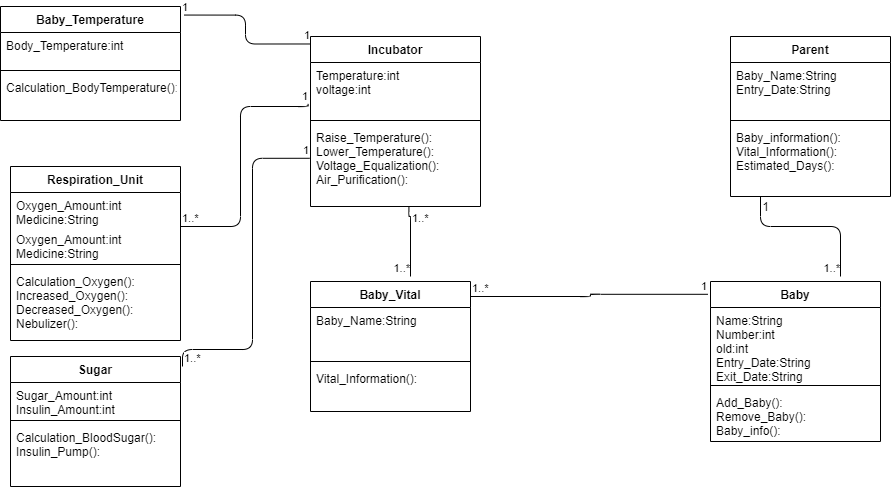 Baby_Temperature
Body_Temperature:int
Calculation_BodyTemperature():
1
1
Incubator
Temperature:int
voltage:int
Raise_Temperature():
Lower_Temperature():
Voltage_Equalization():
Air_Purification():
Parent
Baby_Name:String
Entry_Date:String
Baby_information():
Vital_Information():
Estimated_Days():
1
1..*
1
1..*
Respiration_Unit
Oxygen_Amount:int
Medicine:String
Oxygen_Amount:int
Medicine:String
Calculation_Oxygen():
Increased_Oxygen():
Decreased_Oxygen():
Nebulizer():
1
1..*
Sugar
Sugar_Amount:int
Insulin_Amount:int
Calculation_BloodSugar():
Insulin_Pump():
1..*
1..*
Baby_Vital
Baby_Name:String
Vital_Information():
1..*
1
Baby
Name:String
Number:int
old:int
Entry_Date:String
Exit_Date:String
Add_Baby():
Remove_Baby():
Baby_info():
1
1..*